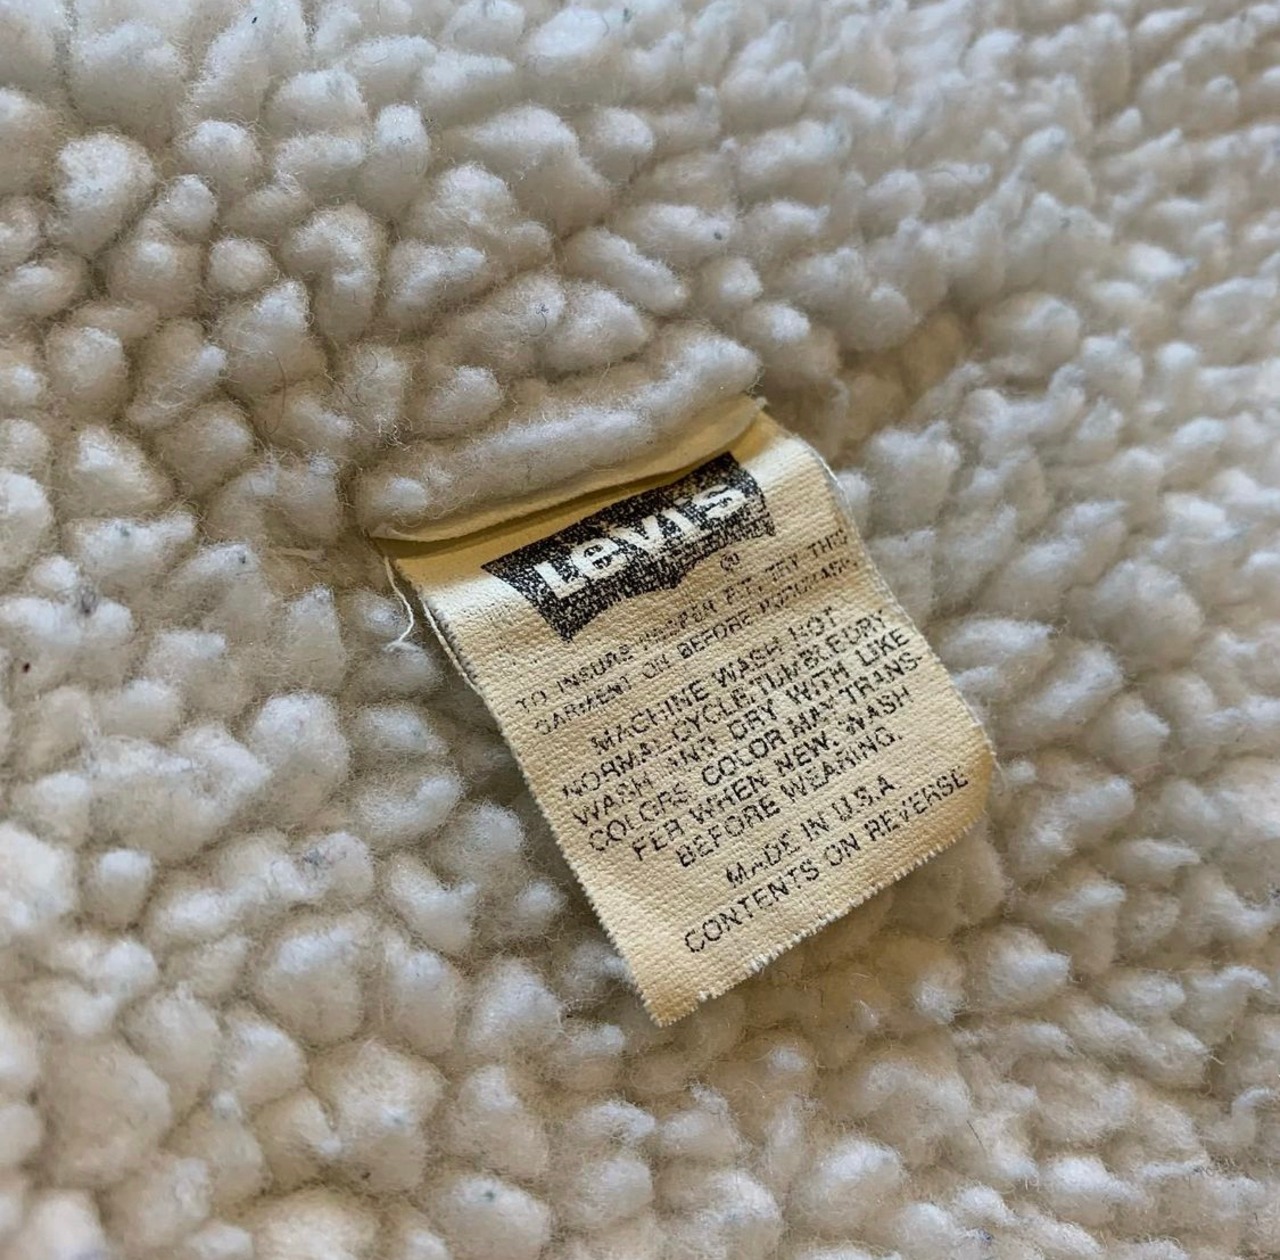 Levi's
®
TO INSURE PROPER FIT, TRY THIS
GARMENT ON BEFORE PURCHASE.
MACHINE WASH HOT
NORMAL CYCLE. TUMBLE DRY
WASH AND DRY WITH LIKE
COLORS. COLOR MAY TRANS-
FER WHEN NEW. WASH
BEFORE WEARING.
MADE IN U.S.A
CONTENTS ON REVERSE